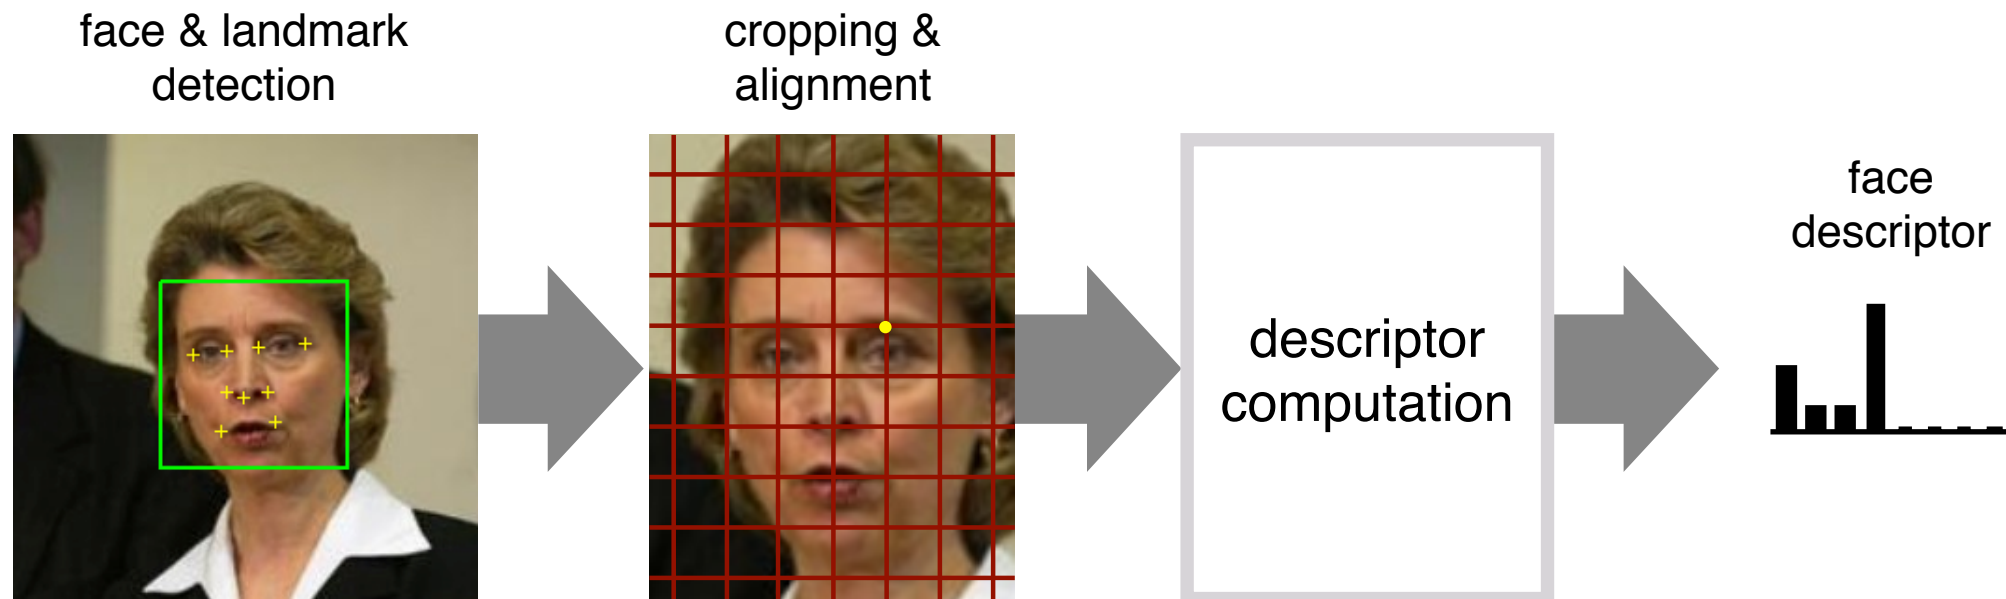 face & landmark
detection
cropping &
alignment
descriptor
computation
face
descriptor